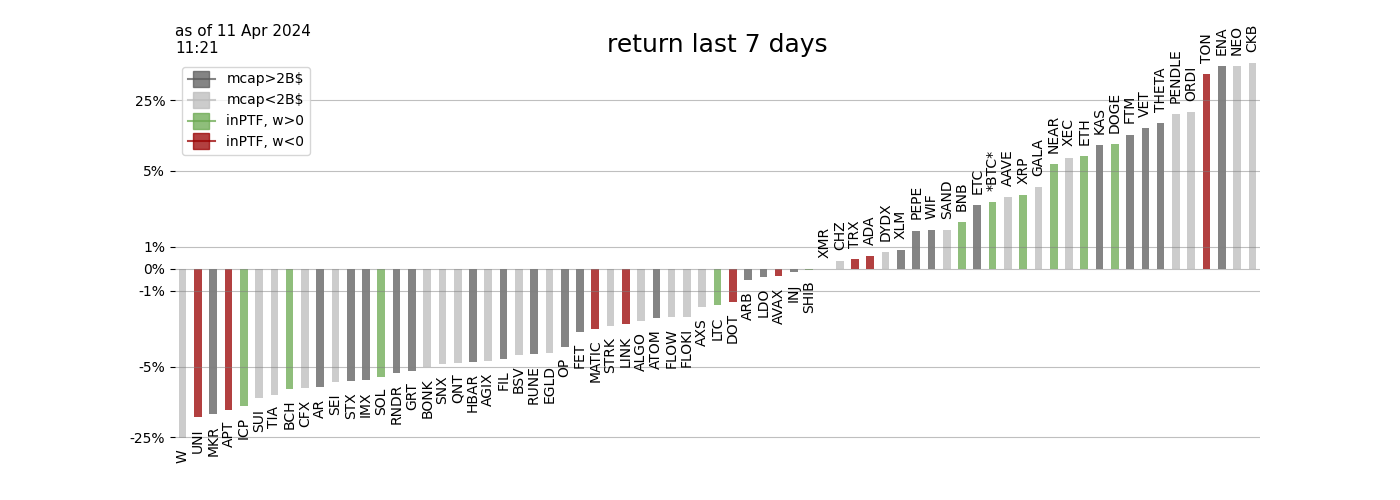 as of 11 Apr 2024
11:21
return last 7 days
mcap>2B$
mcap<2B$
inPTF, w>0
inPTF, w<0
25%
5%
1%
0%
-1%
-5%
-25%
W
UNI
MKR
APT
ICP
SUI
TIA
BCH
CFX
AR
SEI
STX
IMX
SOL
RNDR
GRT
BONK
SNX
QNT
HBAR
AGIX
FIL
BSV
RUNE
EGLD
OP
FET
MATIC
STRK
LINK
ALGO
ATOM
FLOW
FLOKI
AXS
LTC
DOT
ARB
LDO
AVAX
INJ
SHIB
XMR
CHZ
TRX
ADA
DYDX
XLM
PEPE
WIF
SAND
BNB
ETC
*BTC*
AAVE
XRP
GALA
NEAR
XEC
ETH
KAS
DOGE
FTM
VET
THETA
PENDLE
ORDI
TON
ENA
NEO
CKB